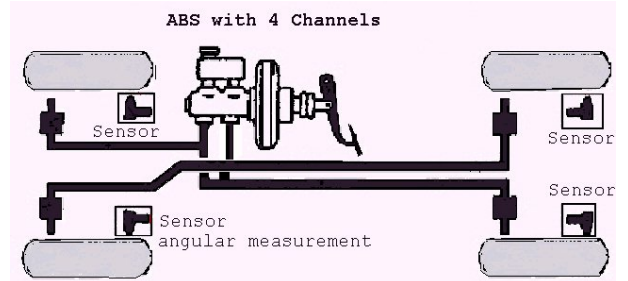 ABS with 4 Channels
Sensor
Sensor
Sensor
Sensor
angular measurement